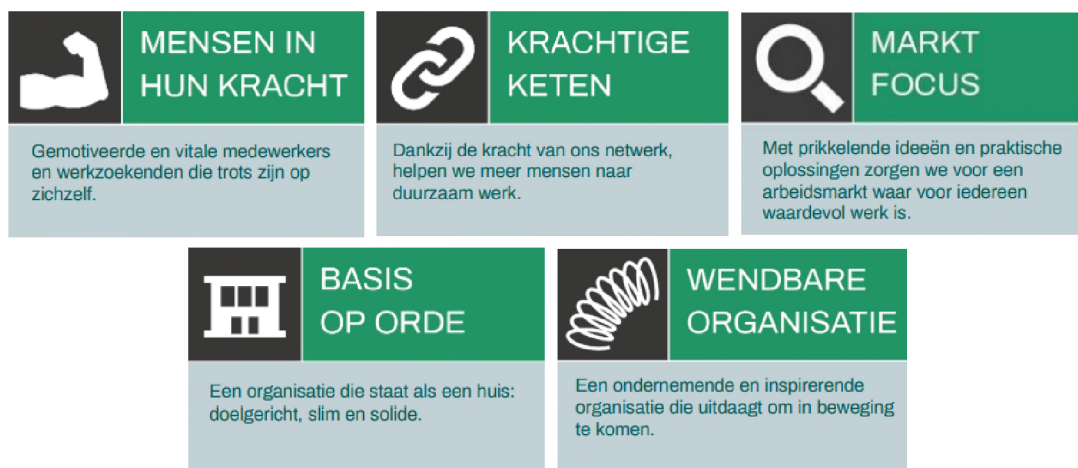 MENSEN IN
HUN KRACHT
Gemotiveerde en vitale medewerkers
en werkzoekenden die trots zijn op
zichzelf.
KRACHTIGE
KETEN
Dankzij de kracht van ons netwerk,
helpen we meer mensen naar
duurzaam werk.
MARKT
FOCUS
Met prikkelende ideeën en praktische
oplossingen zorgen we voor een
arbeidsmarkt waar voor iedereen
waardevol werk is.
BASIS
OP ORDE
Een organisatie die staat als een huis:
doelgericht, slim en solide.
WENDBARE
ORGANISATIE
Een ondernemende en inspirerende
organisatie die uitdaagt om in beweging
te komen.